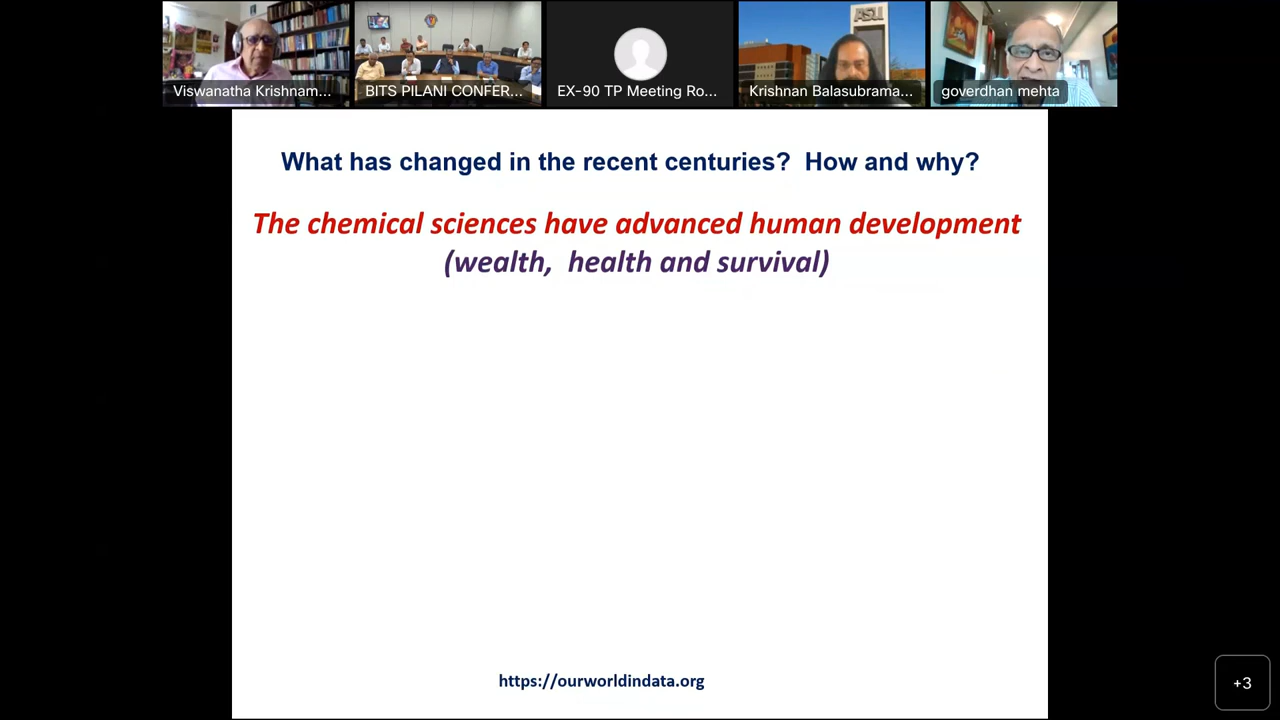 ASU
Viswanatha Krishnam...
BITS PILANI CONFER...
EX-90 TP Meeting Ro...
Krishnan Balasubrama...
goverdhan mehta
What has changed in the recent centuries? How and why?
The chemical sciences have advanced human development
(wealth, health and survival)
https://ourworldindata.org
+3